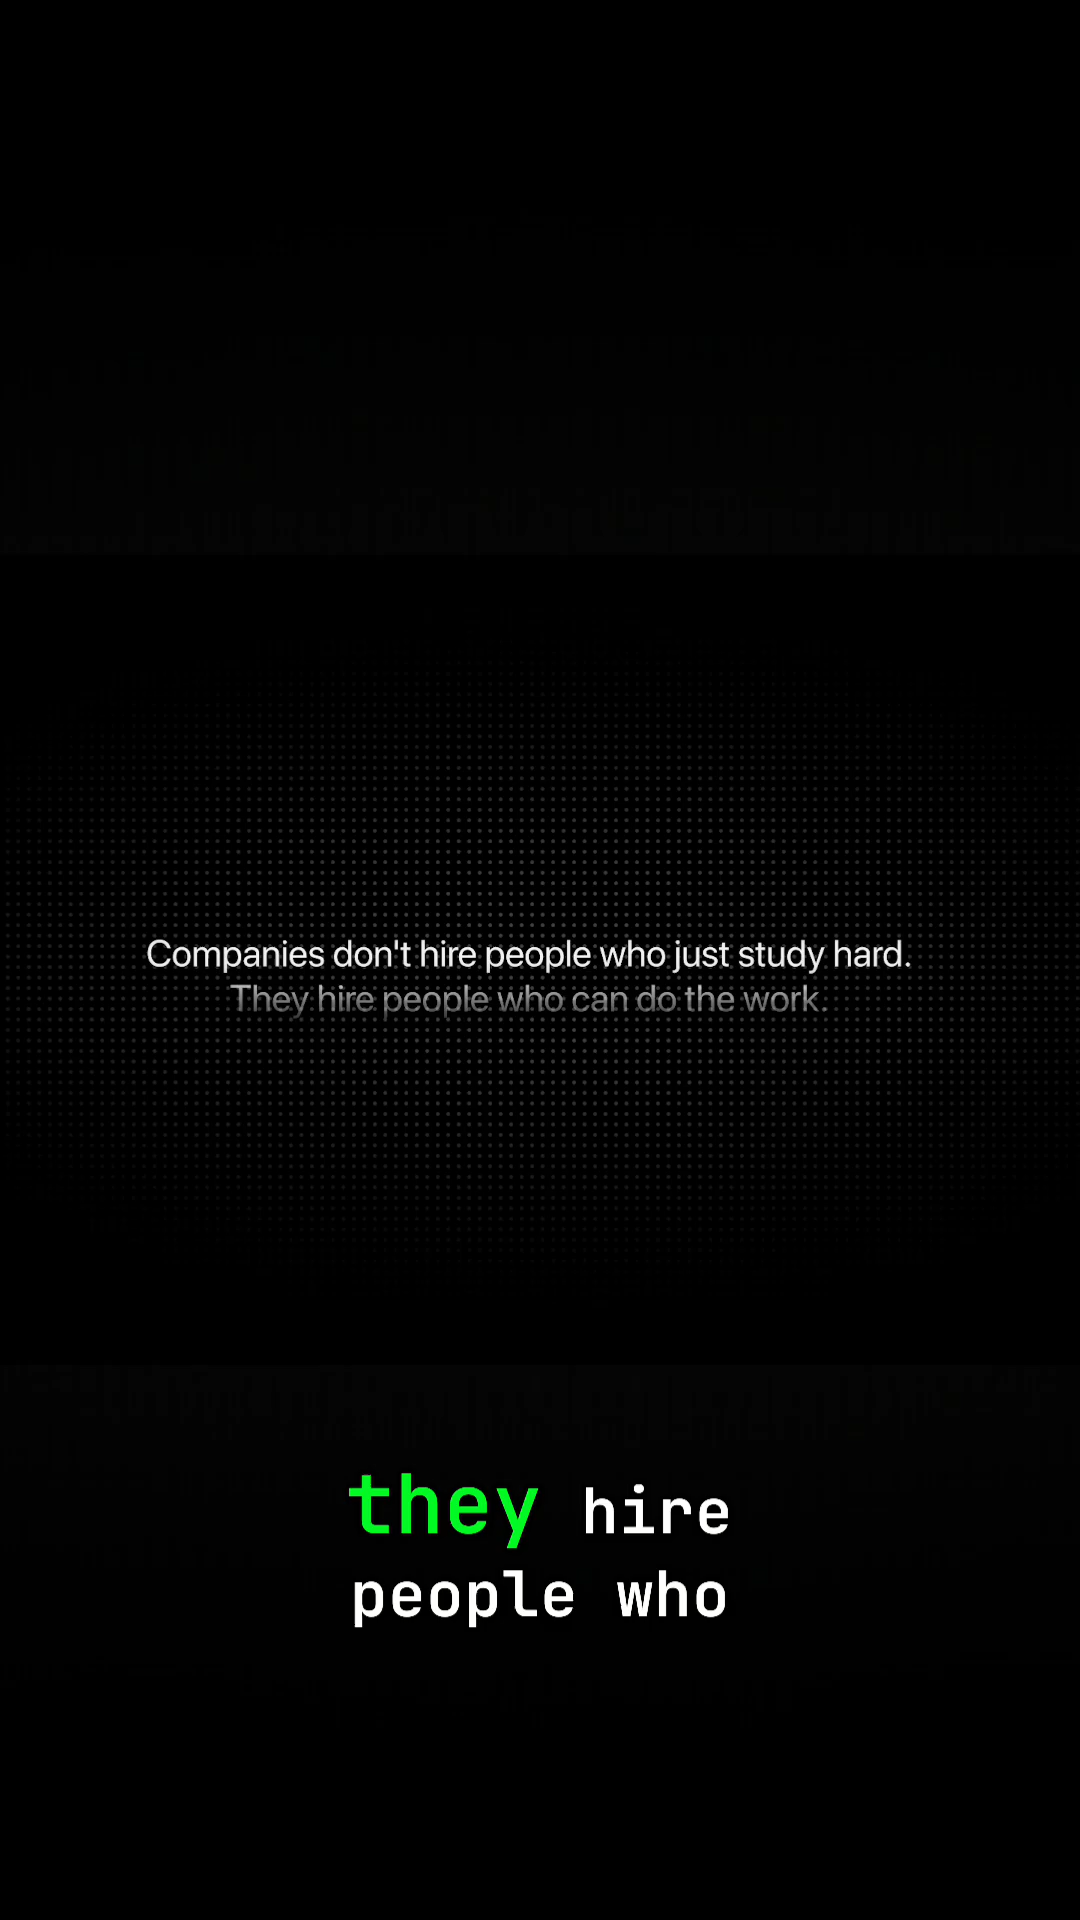 Companies don't hire people who just study hard.
They hire people who can do the work.
they hire
people who